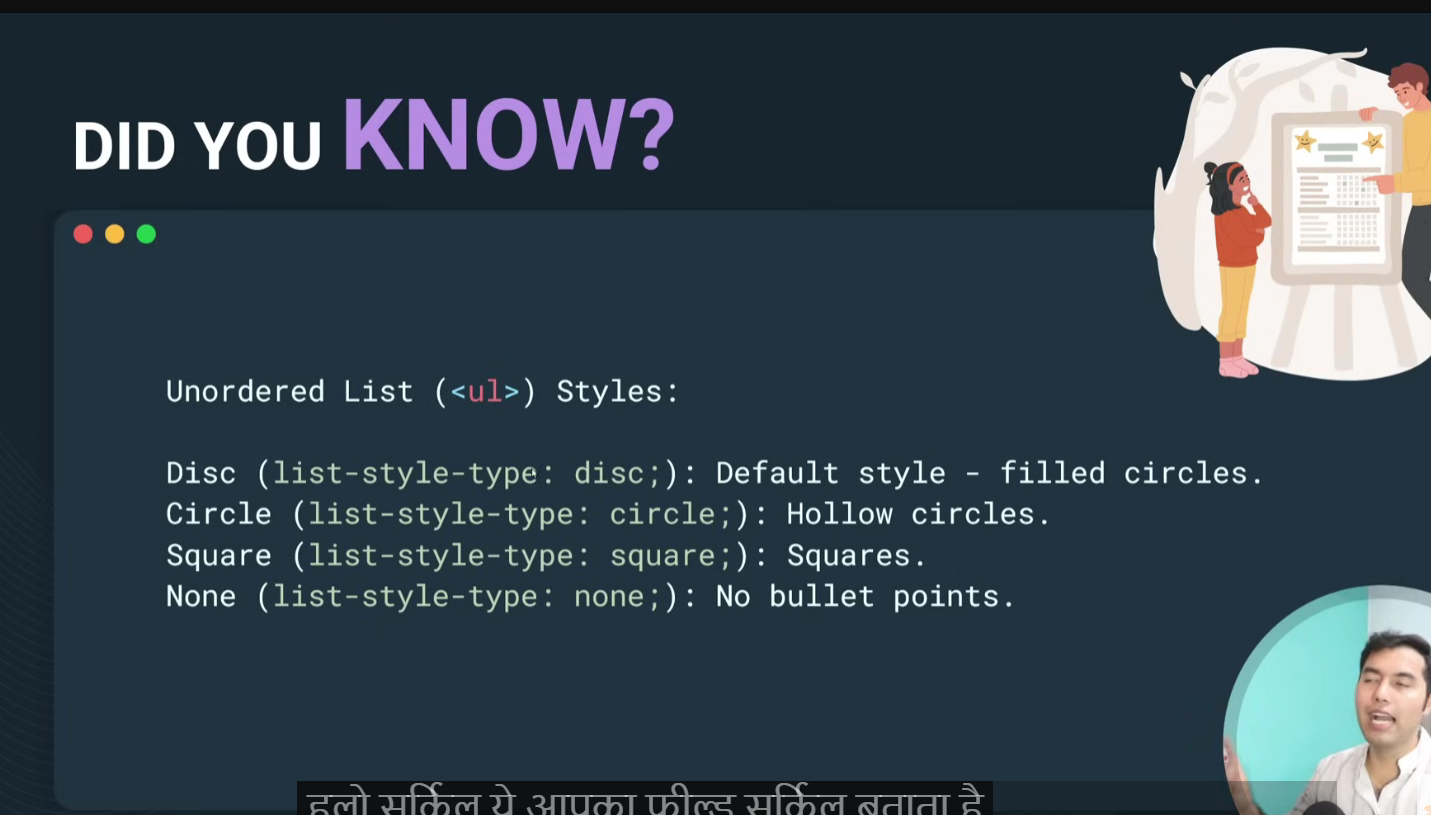 DID YOU KNOW?
Unordered List (<ul>) Styles:
Disc (list-style-type: disc;): Default style - filled circles.
Circle (list-style-type: circle;): Hollow circles.
Square (list-style-type: square;): Squares.
None (list-style-type: none;): No bullet points.
हलो सर्किल ये आपका फील्ड सर्किल बताता है